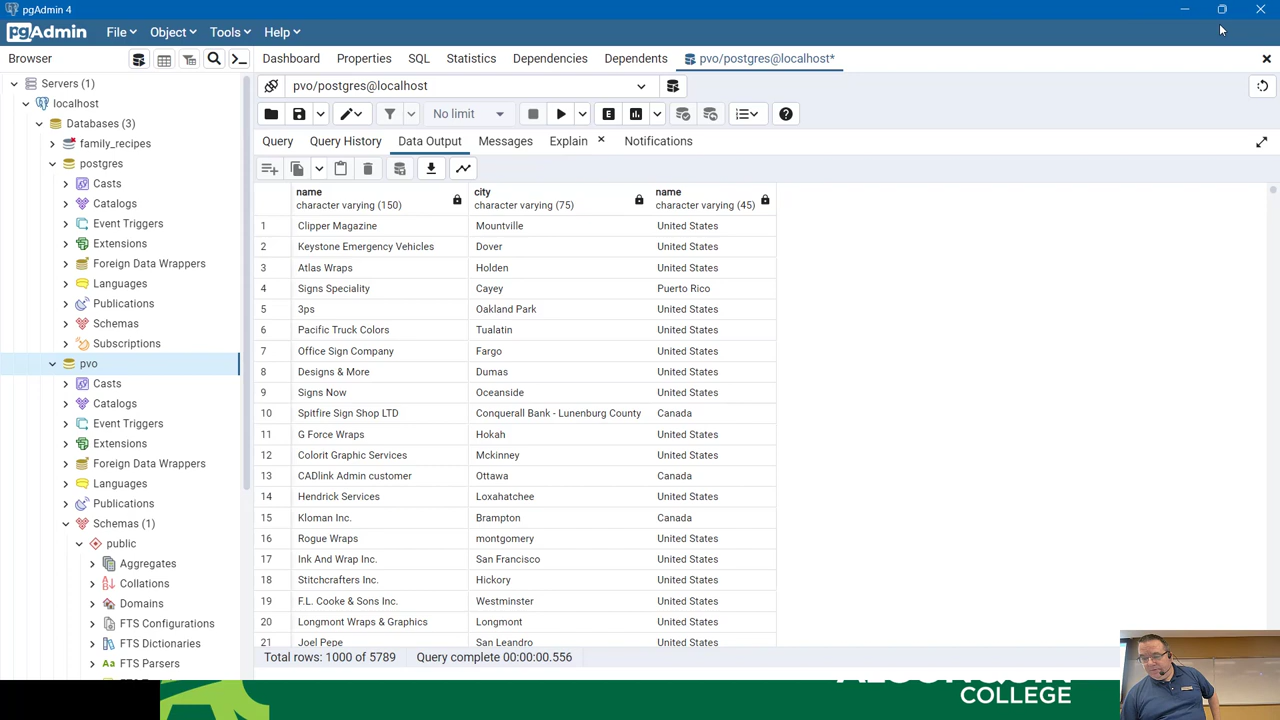 pgAdmin 4
pgAdmin File Object Tools Help
Browser Dashboard Properties SQL Statistics Dependencies Dependents pvo/postgres@localhost*
Servers (1)
localhost
Databases (3)
family_recipes
postgres
Casts
Catalogs
Event Triggers
Extensions
Foreign Data Wrappers
Languages
Publications
Schemas
Subscriptions
pvo
Casts
Catalogs
Event Triggers
Extensions
Foreign Data Wrappers
Languages
Publications
Schemas (1)
public
Aggregates
Collations
Domains
FTS Configurations
FTS Dictionaries
FTS Parsers
pvo/postgres@localhost
No limit
E
Query Query History Data Output Messages Explain Notifications
name city name
character varying (150) character varying (75) character varying (45)
1 Clipper Magazine Mountville United States
2 Keystone Emergency Vehicles Dover United States
3 Atlas Wraps Holden United States
4 Signs Speciality Cayey Puerto Rico
5 3ps Oakland Park United States
6 Pacific Truck Colors Tualatin United States
7 Office Sign Company Fargo United States
8 Designs & More Dumas United States
9 Signs Now Oceanside United States
10 Spitfire Sign Shop LTD Conquerall Bank - Lunenburg County Canada
11 G Force Wraps Hokah United States
12 Colorit Graphic Services Mckinney United States
13 CADlink Admin customer Ottawa Canada
14 Hendrick Services Loxahatchee United States
15 Kloman Inc. Brampton Canada
16 Rogue Wraps montgomery United States
17 Ink And Wrap Inc. San Francisco United States
18 Stitchcrafters Inc. Hickory United States
19 F.L. Cooke & Sons Inc. Westminster United States
20 Longmont Wraps & Graphics Longmont United States
21 Joel Pepe San Leandro United States
Total rows: 1000 of 5789 Query complete 00:00:00.556
ALGONQUIN
COLLEGE